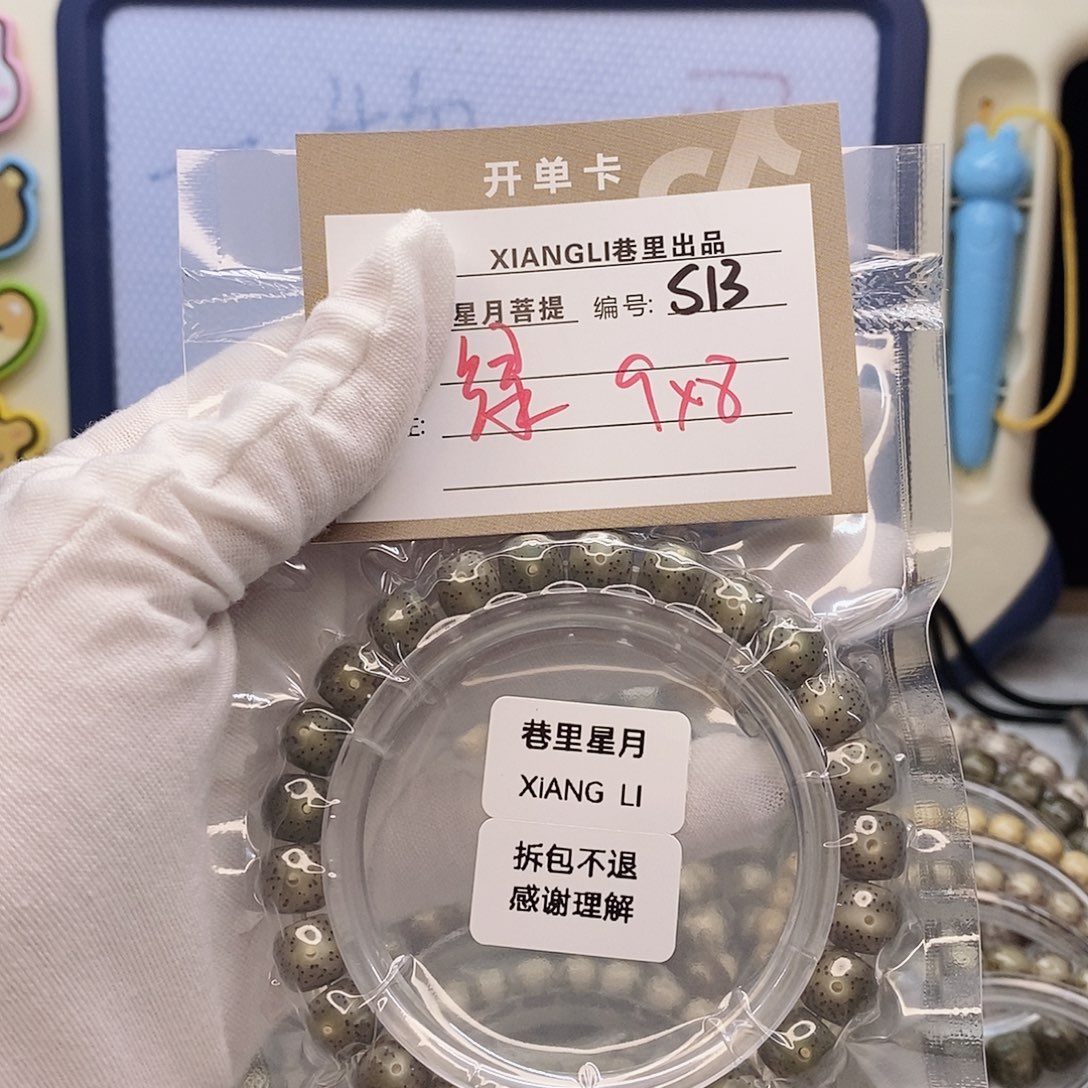 开单卡
XIANGLI巷里出品
星月菩提 编号: S13
绿 9x8
巷里星月
XiANG LI
拆包不退
感谢理解